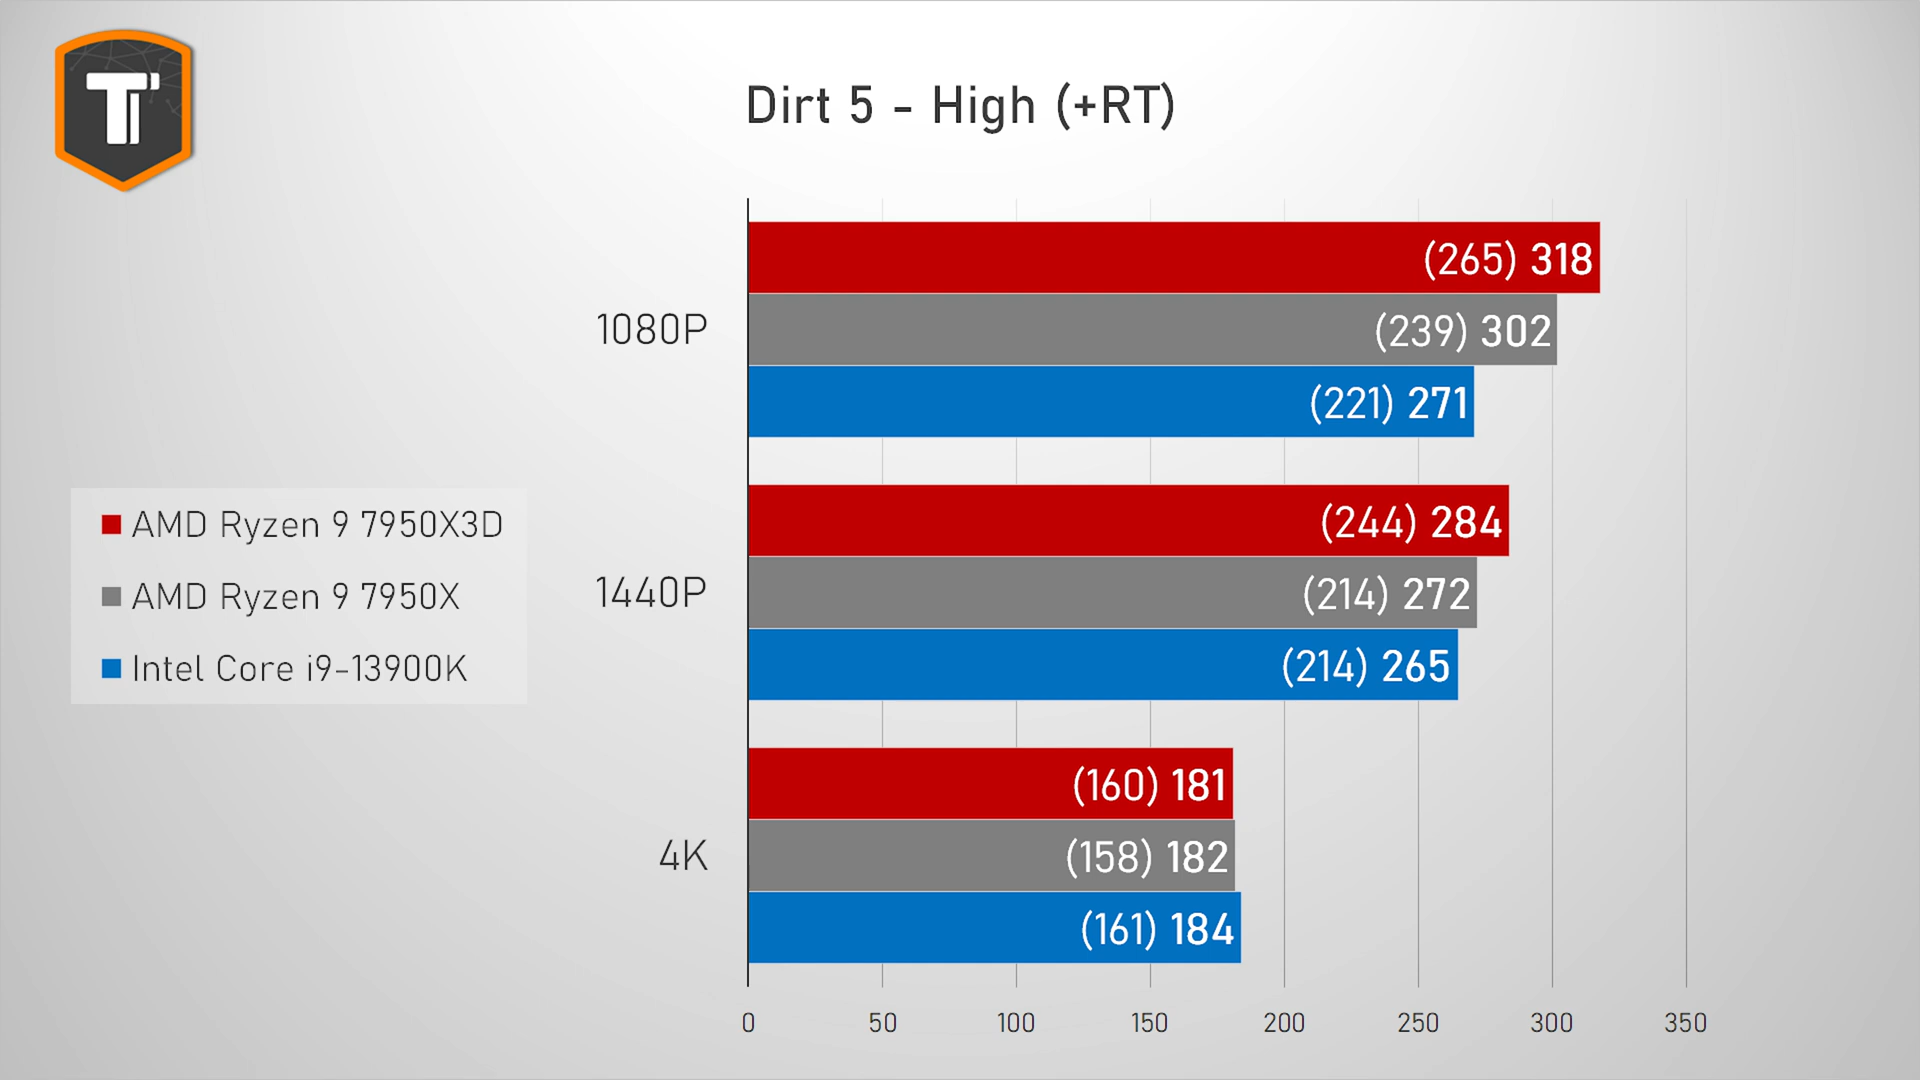 Dirt 5 - High (+RT)
1080P
(265) 318
(239) 302
(221) 271
1440P
(244) 284
(214) 272
(214) 265
4K
(160) 181
(158) 182
(161) 184
AMD Ryzen 9 7950X3D
AMD Ryzen 9 7950X
Intel Core i9-13900K
0 50 100 150 200 250 300 350